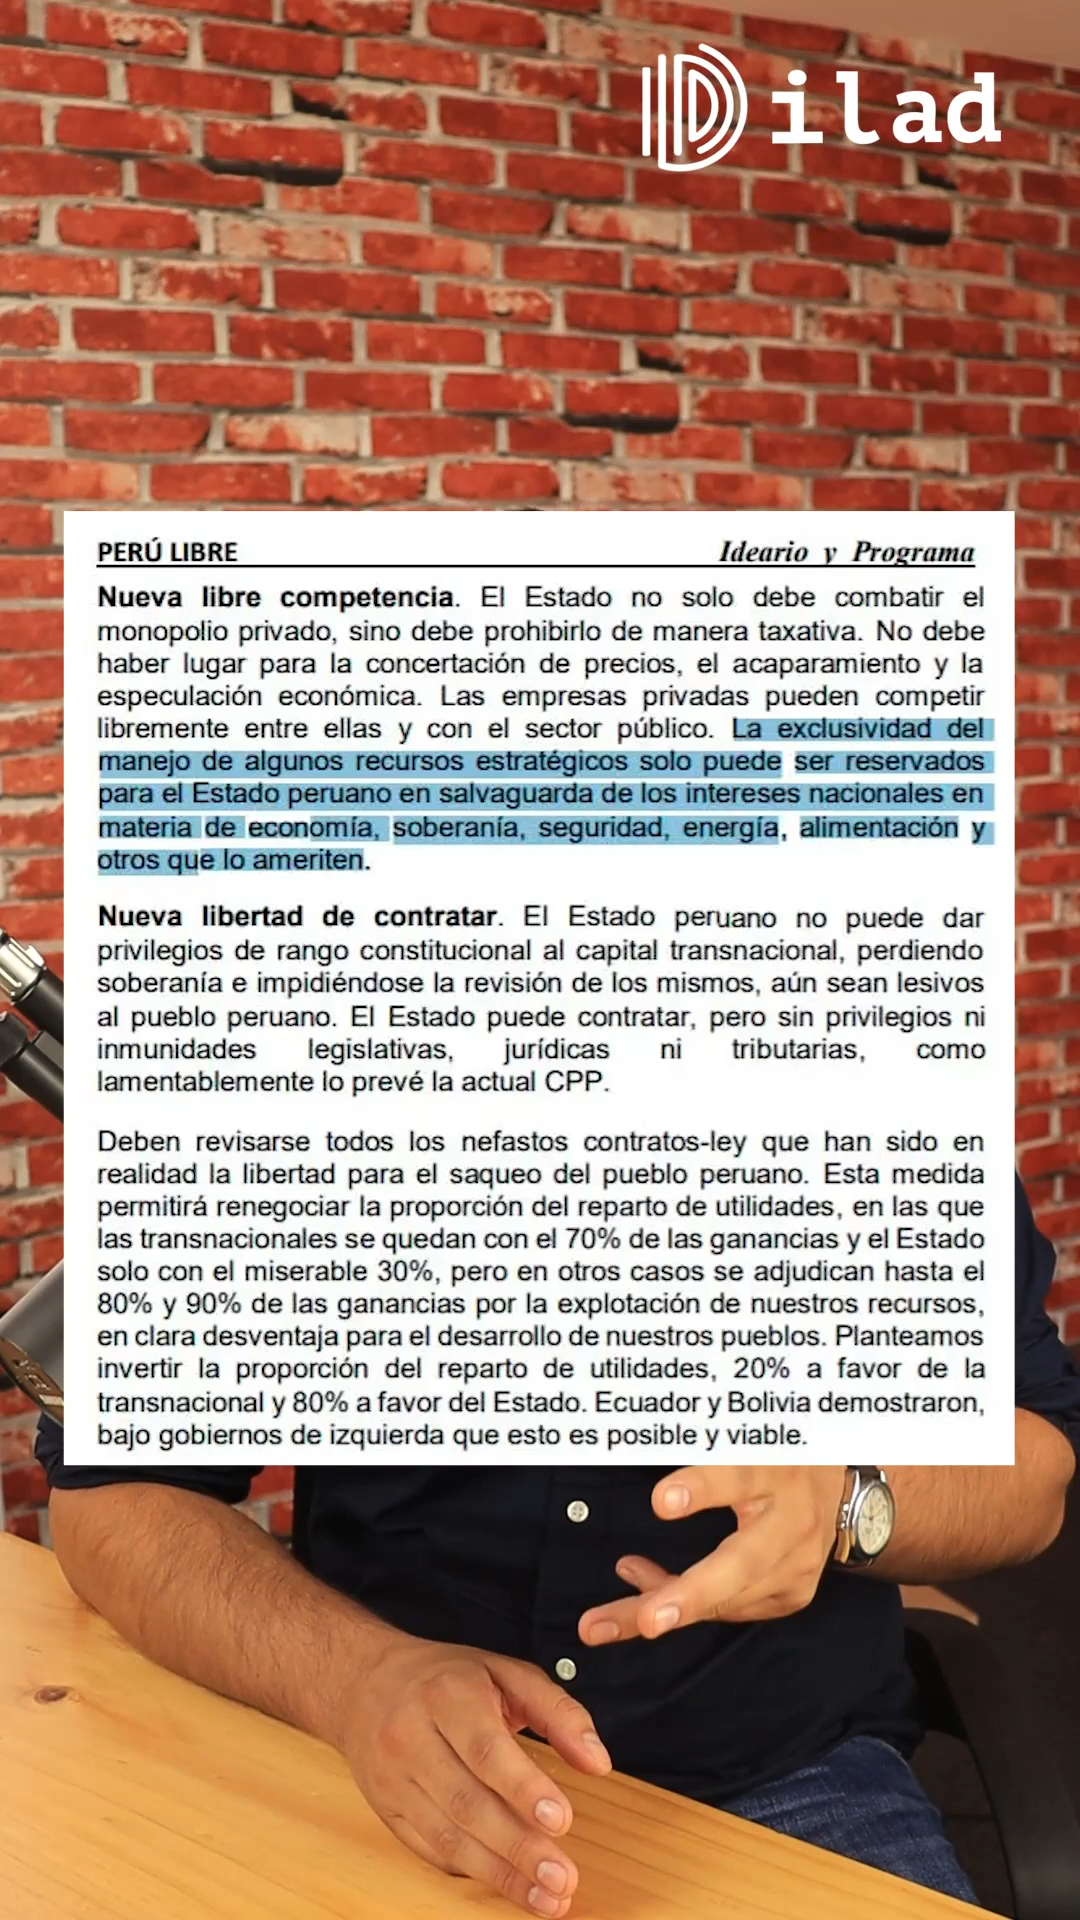 ilad
PERÚ LIBRE Ideario y Programa
Nueva libre competencia. El Estado no solo debe combatir el
monopolio privado, sino debe prohibirlo de manera taxativa. No debe
haber lugar para la concertación de precios, el acaparamiento y la
especulación económica. Las empresas privadas pueden competir
libremente entre ellas y con el sector público. La exclusividad del
manejo de algunos recursos estratégicos solo puede ser reservados
para el Estado peruano en salvaguarda de los intereses nacionales en
materia de economía, soberanía, seguridad, energía, alimentación y
otros que lo ameriten.
Nueva libertad de contratar. El Estado peruano no puede dar
privilegios de rango constitucional al capital transnacional, perdiendo
soberanía e impidiéndose la revisión de los mismos, aún sean lesivos
al pueblo peruano. El Estado puede contratar, pero sin privilegios ni
inmunidades legislativas, jurídicas ni tributarias, como
lamentablemente lo prevé la actual CPP.
Deben revisarse todos los nefastos contratos-ley que han sido en
realidad la libertad para el saqueo del pueblo peruano. Esta medida
permitirá renegociar la proporción del reparto de utilidades, en las que
las transnacionales se quedan con el 70% de las ganancias y el Estado
solo con el miserable 30%, pero en otros casos se adjudican hasta el
80% y 90% de las ganancias por la explotación de nuestros recursos,
en clara desventaja para el desarrollo de nuestros pueblos. Planteamos
invertir la proporción del reparto de utilidades, 20% a favor de la
transnacional y 80% a favor del Estado. Ecuador y Bolivia demostraron,
bajo gobiernos de izquierda que esto es posible y viable.